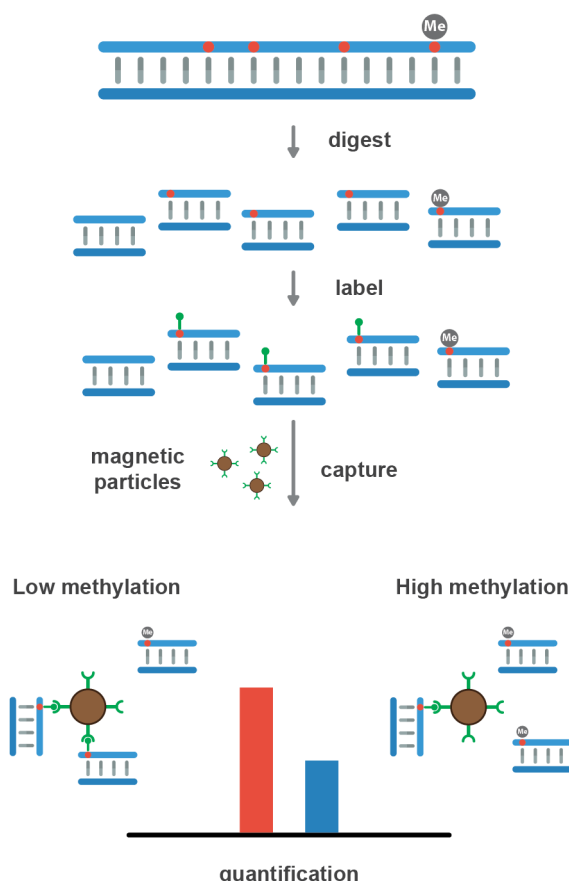 Me
digest
Me
label
Me
magnetic
particles
capture
Low methylation
High methylation
Me
Me
Me
quantification